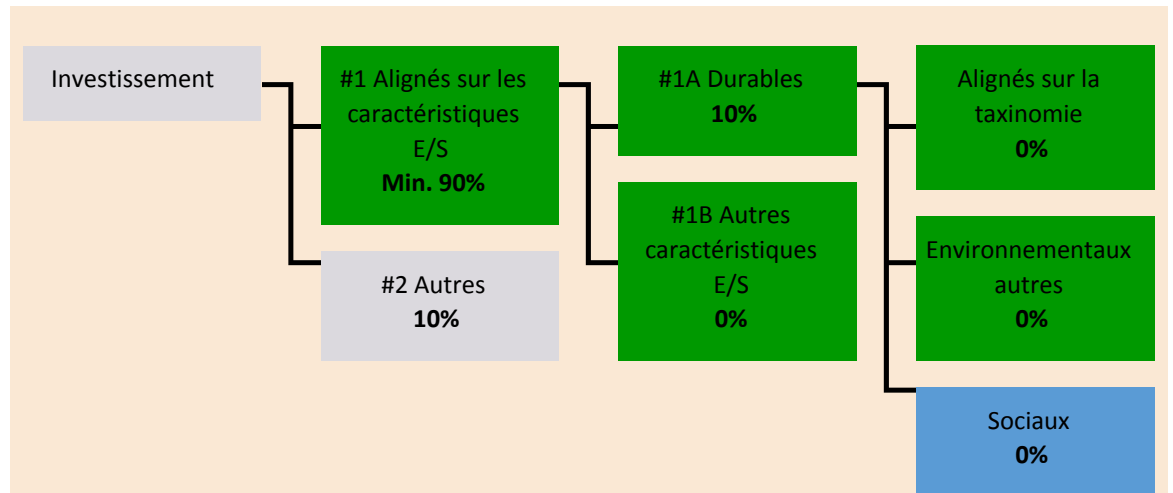 Investissement
#1 Alignés sur les
caractéristiques
E/S
Min. 90%
#2 Autres
10%
#1A Durables
10%
#1B Autres
caractéristiques
E/S
0%
Alignés sur la
taxinomie
0%
Environnementaux
autres
0%
Sociaux
0%